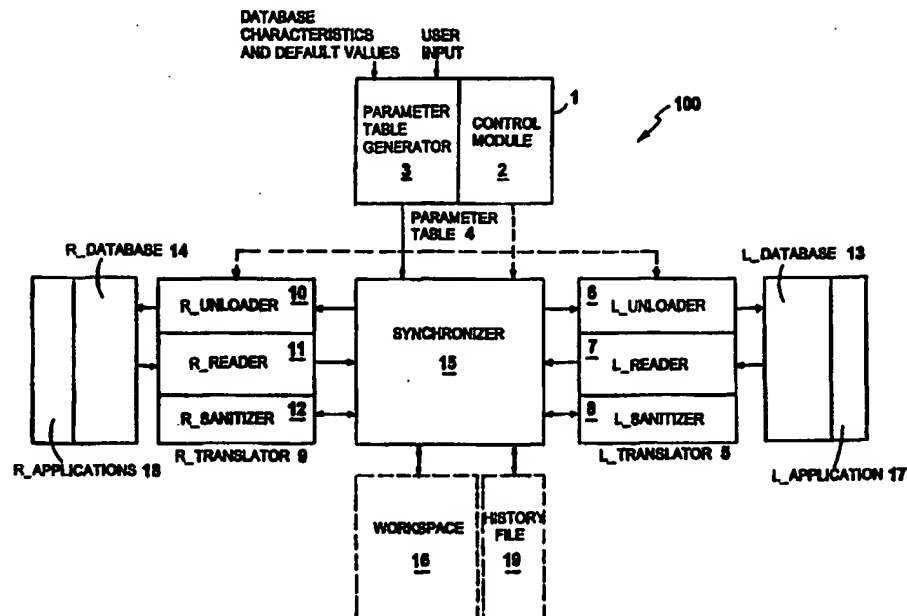 DATABASE
CHARACTERISTICS
AND DEFAULT VALUES
USER
INPUT
1
100
PARAMETER
TABLE
GENERATOR
3
CONTROL
MODULE
2
PARAMETER
TABLE 4
R_DATABASE 14
L_DATABASE 13
R_UNLOADER 10
R_READER 11
R_SANITIZER 12
SYNCHRONIZER
15
6 L_UNLOADER
7 L_READER
8 L_SANITIZER
R_APPLICATIONS 18
R_TRANSLATOR 9
L_TRANSLATOR 5
L_APPLICATION 17
WORKSPACE
16
HISTORY
FILE
19